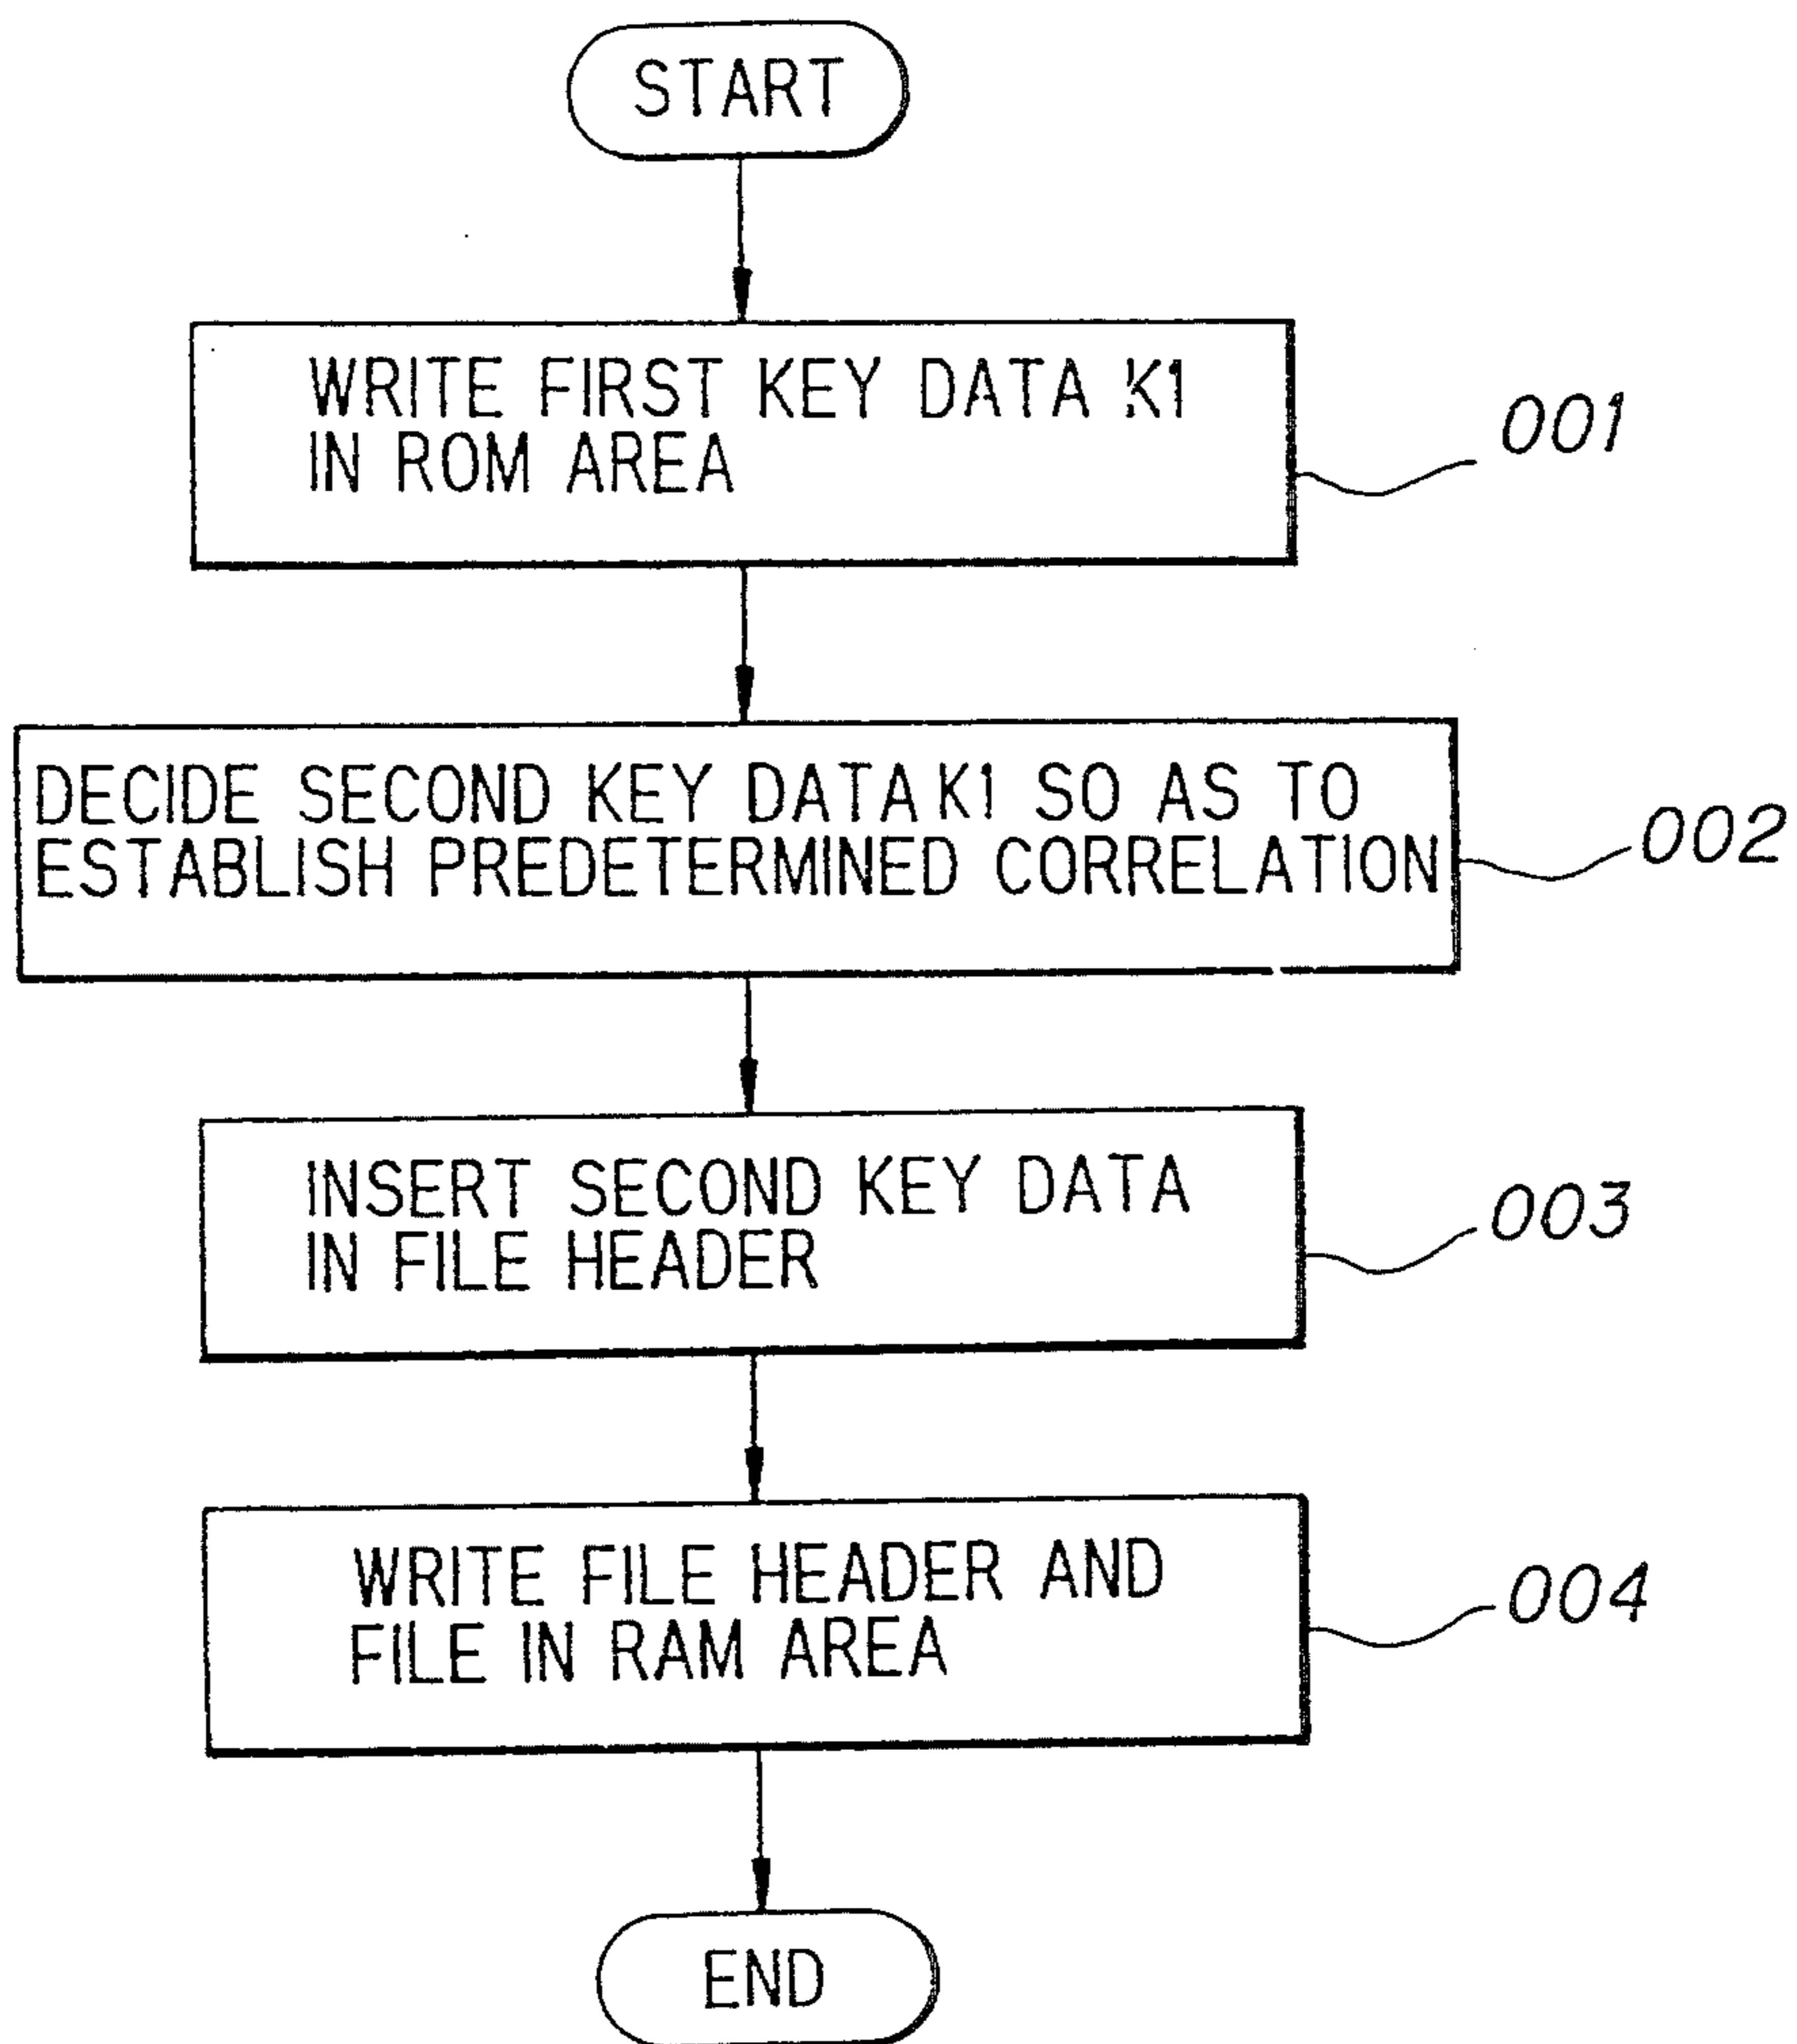 START
WRITE FIRST KEY DATA K1
IN ROM AREA
001
DECIDE SECOND KEY DATA K1 SO AS TO
ESTABLISH PREDETERMINED CORRELATION
002
INSERT SECOND KEY DATA
IN FILE HEADER
003
WRITE FILE HEADER AND
FILE IN RAM AREA
004
END